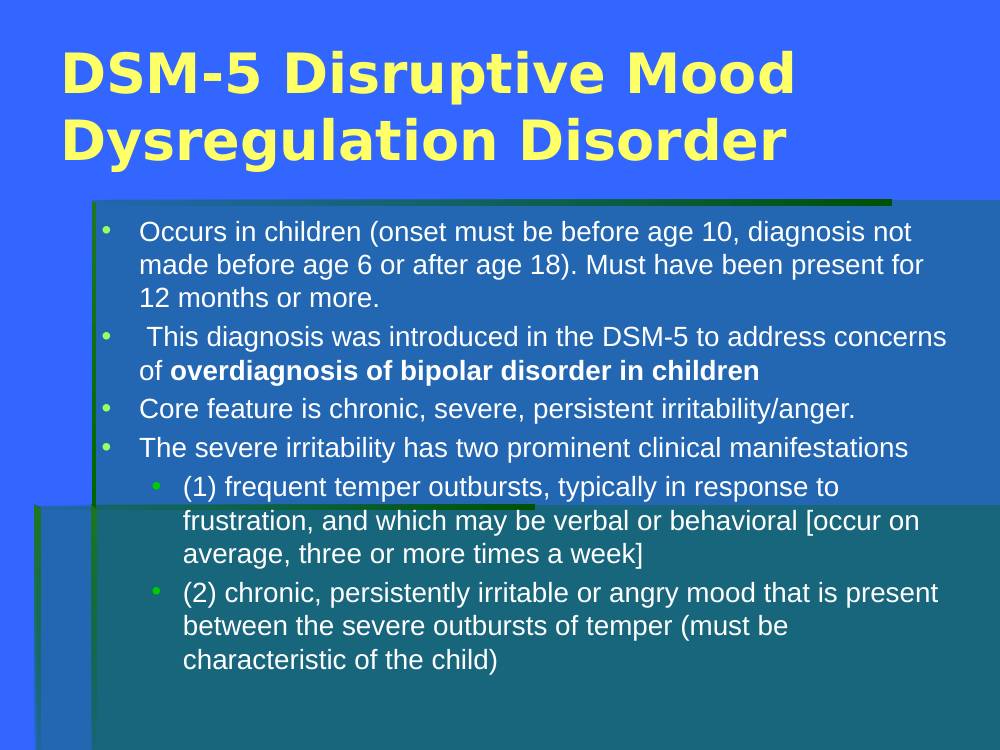 DSM-5 Disruptive Mood
Dysregulation Disorder
• Occurs in children (onset must be before age 10, diagnosis not
made before age 6 or after age 18). Must have been present for
12 months or more.
• This diagnosis was introduced in the DSM-5 to address concerns
of overdiagnosis of bipolar disorder in children
• Core feature is chronic, severe, persistent irritability/anger.
• The severe irritability has two prominent clinical manifestations
• (1) frequent temper outbursts, typically in response to
frustration, and which may be verbal or behavioral [occur on
average, three or more times a week]
• (2) chronic, persistently irritable or angry mood that is present
between the severe outbursts of temper (must be
characteristic of the child)